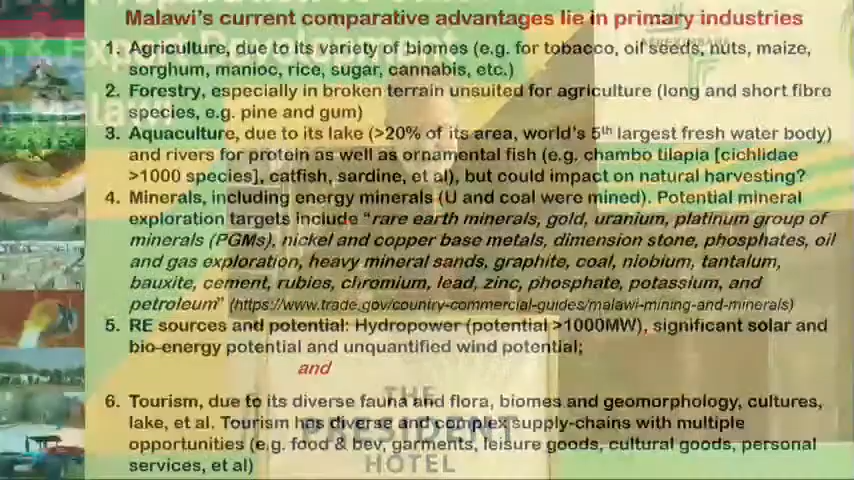 Malawi's current comparative advantages lie in primary industries
1. Agriculture, due to its variety of biomes (e.g. for tobacco, oil seeds, nuts, maize,
sorghum, manioc, rice, sugar, cannabis, etc.)
2. Forestry, especially in broken terrain unsuited for agriculture (long and short fibre
species, e.g. pine and gum)
3. Aquaculture, due to its lake (>20% of its area, world's 5th largest fresh water body)
and rivers for protein as well as ornamental fish (e.g. chambo tilapia [cichlidae
>1000 species], catfish, sardine, et al), but could impact on natural harvesting?
4. Minerals, including energy minerals (U and coal were mined). Potential mineral
exploration targets include "rare earth minerals, gold, uranium, platinum group of
minerals (PGMs), nickel and copper base metals, dimension stone, phosphates, oil
and gas exploration, heavy mineral sands, graphite, coal, niobium, tantalum,
bauxite, cement, rubies, chromium, lead, zinc, phosphate, potassium, and
petroleum" (https://www.trade.gov/country-commercial-guides/malawi-mining-and-minerals)
5. RE sources and potential: Hydropower (potential >1000MW), significant solar and
bio-energy potential and unquantified wind potential;
and
6. Tourism, due to its diverse fauna and flora, biomes and geomorphology, cultures,
lake, et al. Tourism has diverse and complex supply-chains with multiple
opportunities (e.g. food & bev, garments, leisure goods, cultural goods, personal
services, et al)
THE
PRESIDENT
HOTEL